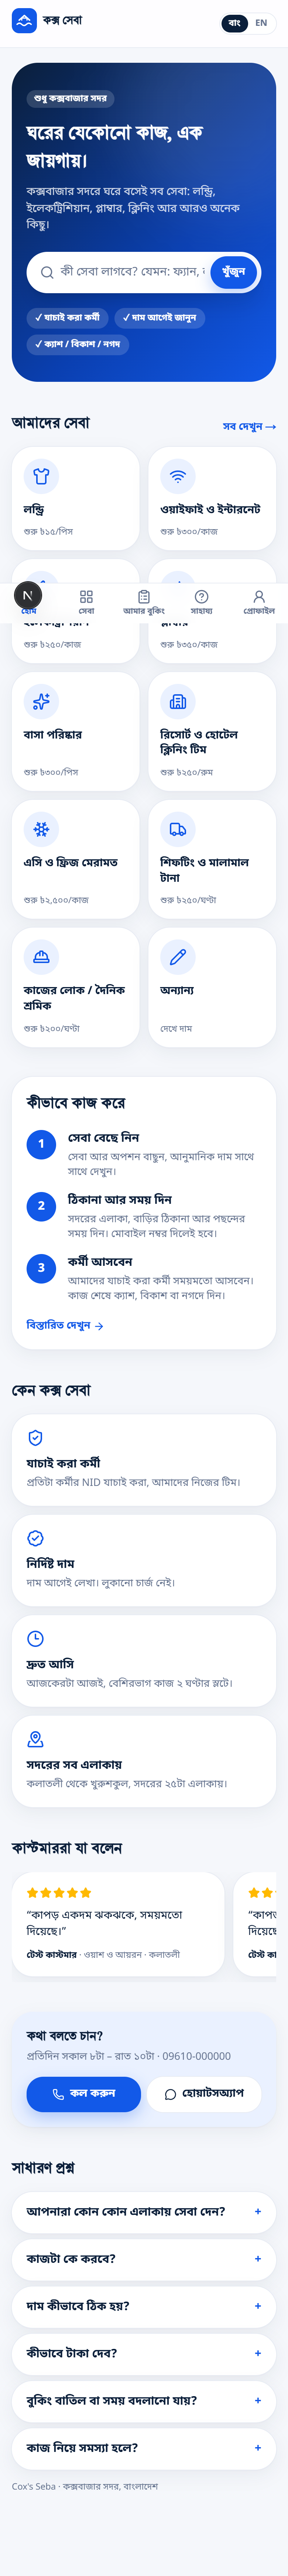 কক্স সেবা
বাং EN
শুধু কক্সবাজার সদর
ঘরের যেকোনো কাজ, এক
জায়গায়।
কক্সবাজার সদরে ঘরে বসেই সব সেবা: লন্ড্রি,
ইলেকট্রিশিয়ান, প্লাম্বার, ক্লিনিং আর আরও অনেক
কিছু।
কী সেবা লাগবে? যেমন: ফ্যান,
খুঁজুন
✓ যাচাই করা কর্মী ✓ দাম আগেই জানুন
✓ ক্যাশ / বিকাশ / নগদ
আমাদের সেবা
সব দেখুন →
লন্ড্রি
শুরু ৳১৫/পিস
ওয়াইফাই ও ইন্টারনেট
শুরু ৳৩০০/কাজ
N
হোম সেবা আমার বুকিং সাহায্য প্রোফাইল
শুরু ৳২৫০/কাজ
প্লাম্বার
শুরু ৳৩৫০/কাজ
বাসা পরিষ্কার
শুরু ৳৩০০/পিস
রিসোর্ট ও হোটেল
ক্লিনিং টিম
শুরু ৳২৫০/রুম
এসি ও ফ্রিজ মেরামত
শুরু ৳২,৫০০/কাজ
শিফটিং ও মালামাল
টানা
শুরু ৳২৫০/ঘণ্টা
কাজের লোক / দৈনিক
শ্রমিক
শুরু ৳২০০/ঘণ্টা
অন্যান্য
দেখে দাম
কীভাবে কাজ করে
1
সেবা বেছে নিন
সেবা আর অপশন বাছুন, আনুমানিক দাম সাথে
সাথে দেখুন।
2
ঠিকানা আর সময় দিন
সদরের এলাকা, বাড়ির ঠিকানা আর পছন্দের
সময় দিন। মোবাইল নম্বর দিলেই হবে।
3
কর্মী আসবেন
আমাদের যাচাই করা কর্মী সময়মতো আসবেন।
কাজ শেষে ক্যাশ, বিকাশ বা নগদে দিন।
বিস্তারিত দেখুন →
কেন কক্স সেবা
যাচাই করা কর্মী
প্রতিটা কর্মীর NID যাচাই করা, আমাদের নিজের টিম।
নির্দিষ্ট দাম
দাম আগেই লেখা। লুকানো চার্জ নেই।
দ্রুত আসি
আজকেরটা আজই, বেশিরভাগ কাজ ২ ঘণ্টার স্লটে।
সদরের সব এলাকায়
কলাতলী থেকে খুরুশকুল, সদরের ২৫টা এলাকায়।
কাস্টমাররা যা বলেন
“কাপড় একদম ঝকঝকে, সময়মতো
দিয়েছে।”
টেস্ট কাস্টমার · ওয়াশ ও আয়রন · কলাতলী
কথা বলতে চান?
প্রতিদিন সকাল ৮টা – রাত ১০টা · 09610-000000
কল করুন
হোয়াটসঅ্যাপ
সাধারণ প্রশ্ন
আপনারা কোন কোন এলাকায় সেবা দেন? +
কাজটা কে করবে? +
দাম কীভাবে ঠিক হয়? +
কীভাবে টাকা দেব? +
বুকিং বাতিল বা সময় বদলানো যায়? +
কাজ নিয়ে সমস্যা হলে? +
Cox's Seba · কক্সবাজার সদর, বাংলাদেশ